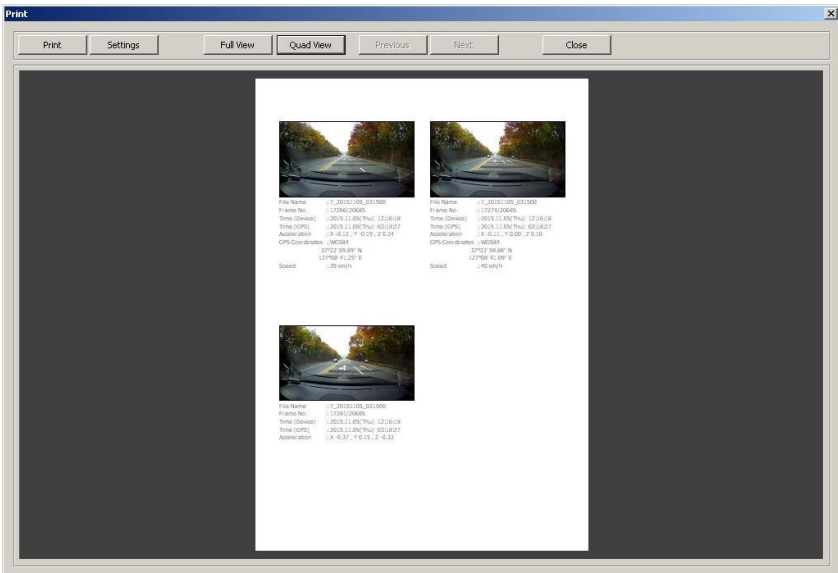 Print
Print Settings Full View Quad View Previous Next Close
File Name : 7_20151105_031500
Frame No. : 17266/20685
Time (Device) : 2015.11.05(Thu) 12:16:18
Time (GPS) : 2015.11.05(Thu) 03:18:27
Acceleration : X -0.12 , Y -0.19 , Z 0.24
GPS Coordinates : WGS84
37°22' 59.89" N
127°68' 41.25" E
Speed : 39 km/h
File Name : 7_20151105_031500
Frame No. : 17274/20685
Time (Device) : 2015.11.05(Thu) 12:16:18
Time (GPS) : 2015.11.05(Thu) 03:18:27
Acceleration : X -0.11 , Y 0.00 , Z 0.10
GPS Coordinates : WGS84
37°22' 59.88" N
127°68' 41.09" E
Speed : 40 km/h
File Name : 7_20151105_031500
Frame No. : 17281/20685
Time (Device) : 2015.11.05(Thu) 12:16:18
Time (GPS) : 2015.11.05(Thu) 03:18:27
Acceleration : X -0.37 , Y 0.15 , Z -0.32